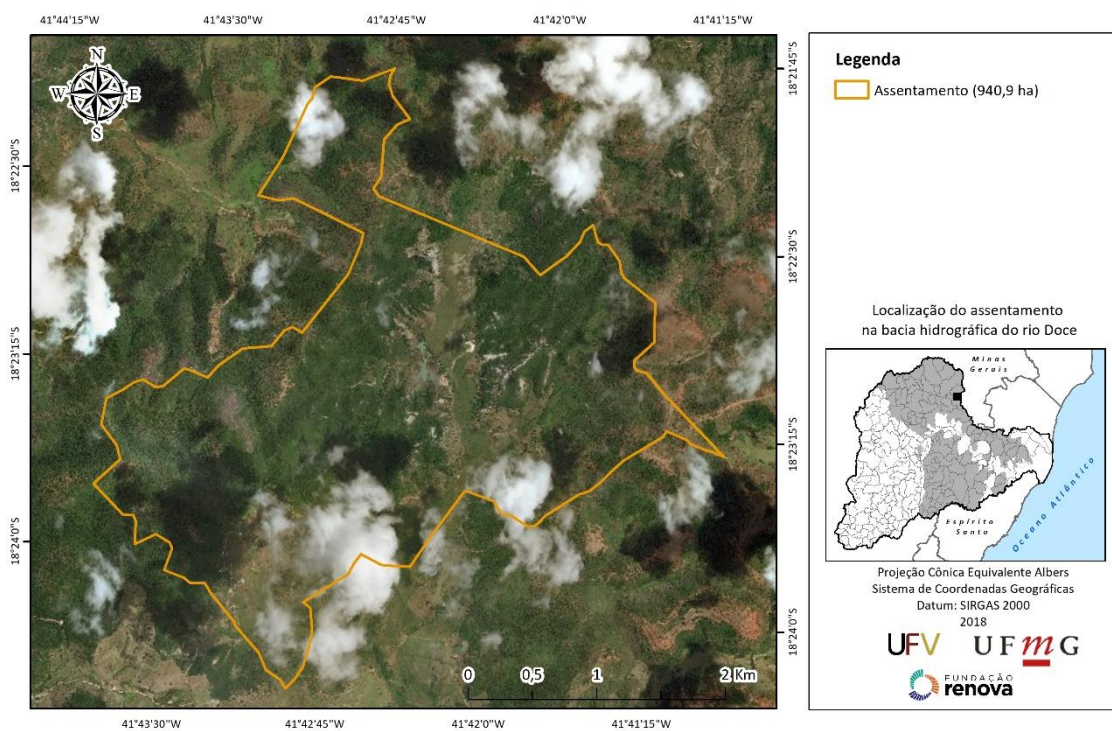 41°44'15"W
41°43'30"W
41°42'45"W
41°42'0"W
41°41'15"W
N
W E
S
18°22'30"S
18°23'15"S
18°24'0"S
18°21'45"S
18°22'30"S
18°23'15"S
18°24'0"S
0 0,5 1 2 Km
41°43'30"W
41°42'45"W
41°42'0"W
41°41'15"W
Legenda
Assentamento (940,9 ha)
Localização do assentamento
na bacia hidrográfica do rio Doce
Minas
Gerais
Espírito
Santo
Oceano Atlântico
Projeção Cônica Equivalente Albers
Sistema de Coordenadas Geográficas
Datum: SIRGAS 2000
2018
UFV
UFmG
FUNDAÇÃO
renova